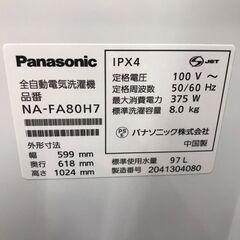 Panasonic
全自動電気洗濯機
品番
NA-FA80H7
外形寸法
幅 599 mm
奥行 618 mm
高さ 1024 mm
IPX4
JET
定格電圧 100 V~
定格周波数 50/60 Hz
最大消費電力 375 W
標準洗濯容量 8.0 kg
PSE パナソニック株式会社
中国製
標準使用水量 97 L
製造番号 2041304080